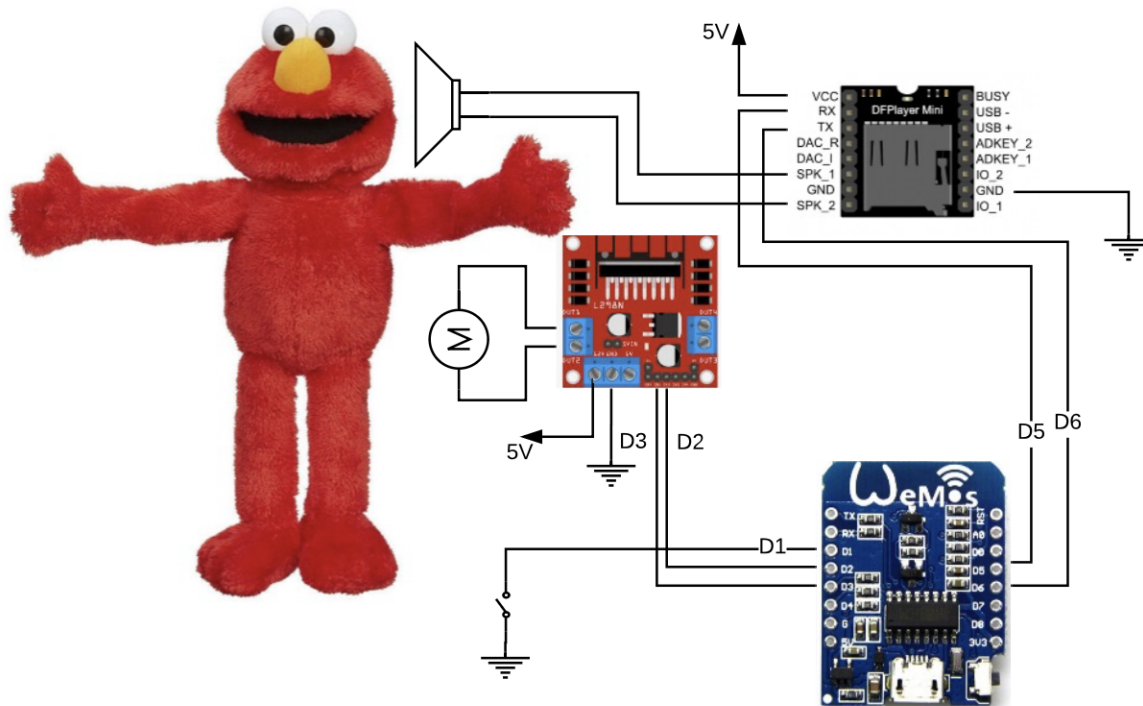 5V
DFPlayer Mini
VCC
RX
TX
DAC_R
DAC_I
SPK_1
GND
SPK_2
BUSY
USB -
USB +
ADKEY_2
ADKEY_1
IO_2
GND
IO_1
M
L298N
OUT1
OUT2
OUT4
OUT3
12V GND 5V
5V
D3
D2
D5
D6
D1
WeMos
TX
RX
D1
D2
D3
D4
G
RST
A0
D0
D5
D6
D7
D8
3V3